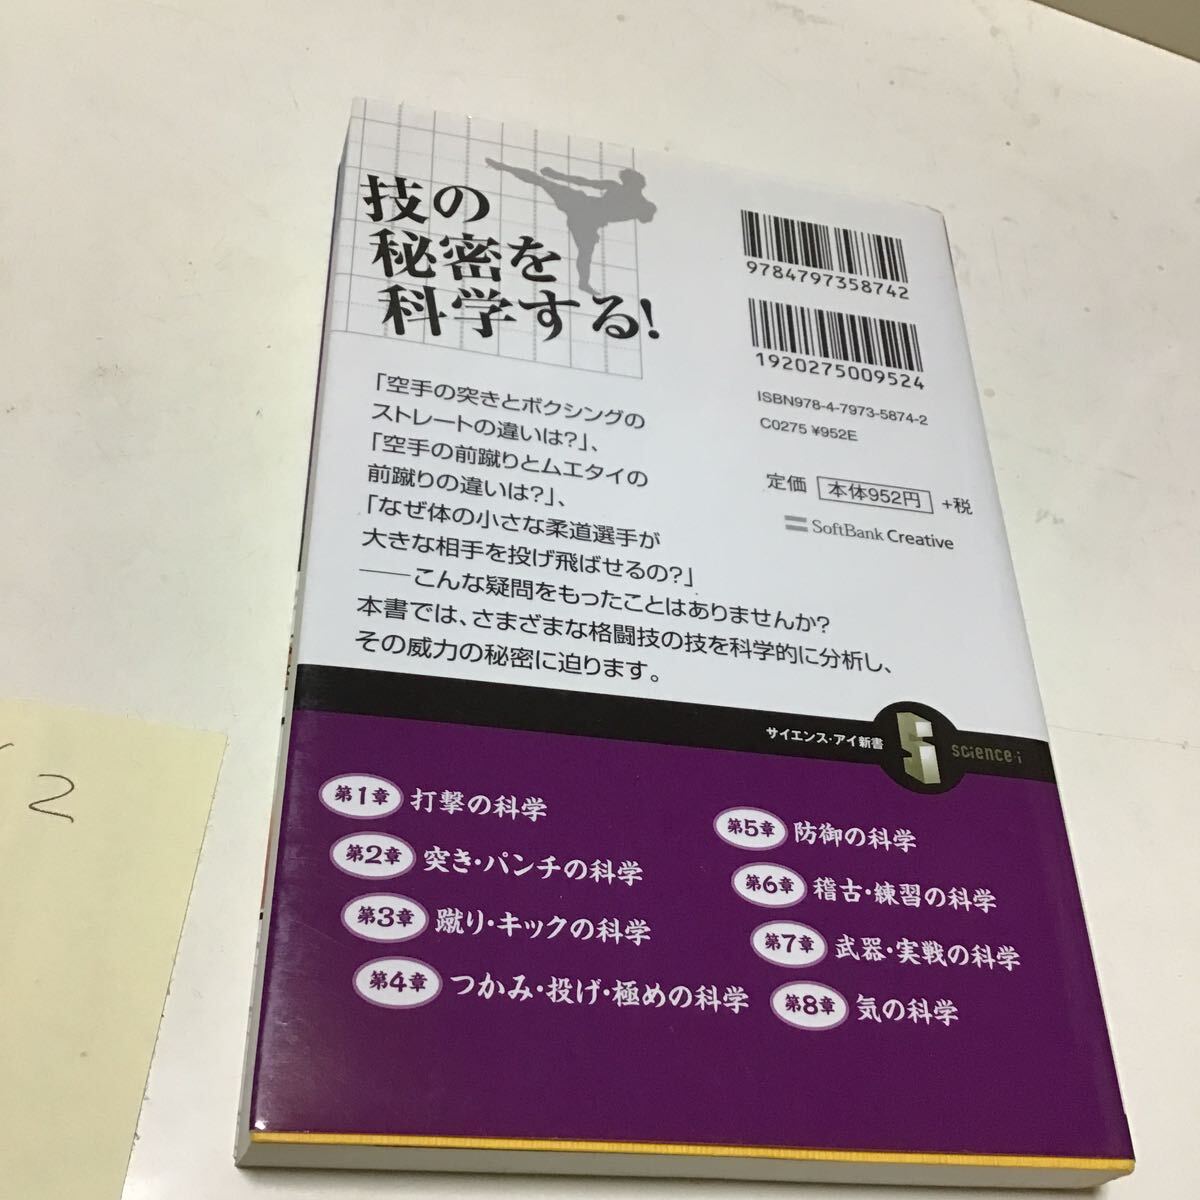 技の
秘密を
科学する!
9784797358742
1920275009524
ISBN978-4-7973-5874-2
C0275 ¥952E
定価 本体952円 +税
SoftBank Creative
「空手の突きとボクシングの
ストレートの違いは?」、
「空手の前蹴りとムエタイの
前蹴りの違いは?」、
「なぜ体の小さな柔道選手が
大きな相手を投げ飛ばせるの?」
――こんな疑問をもったことはありませんか?
本書では、さまざまな格闘技の技を科学的に分析し、
その威力の秘密に迫ります。
サイエンス・アイ新書 science・i
第1章 打撃の科学
第2章 突き・パンチの科学
第3章 蹴り・キックの科学
第4章 つかみ・投げ・極めの科学
第5章 防御の科学
第6章 稽古・練習の科学
第7章 武器・実戦の科学
第8章 気の科学
2